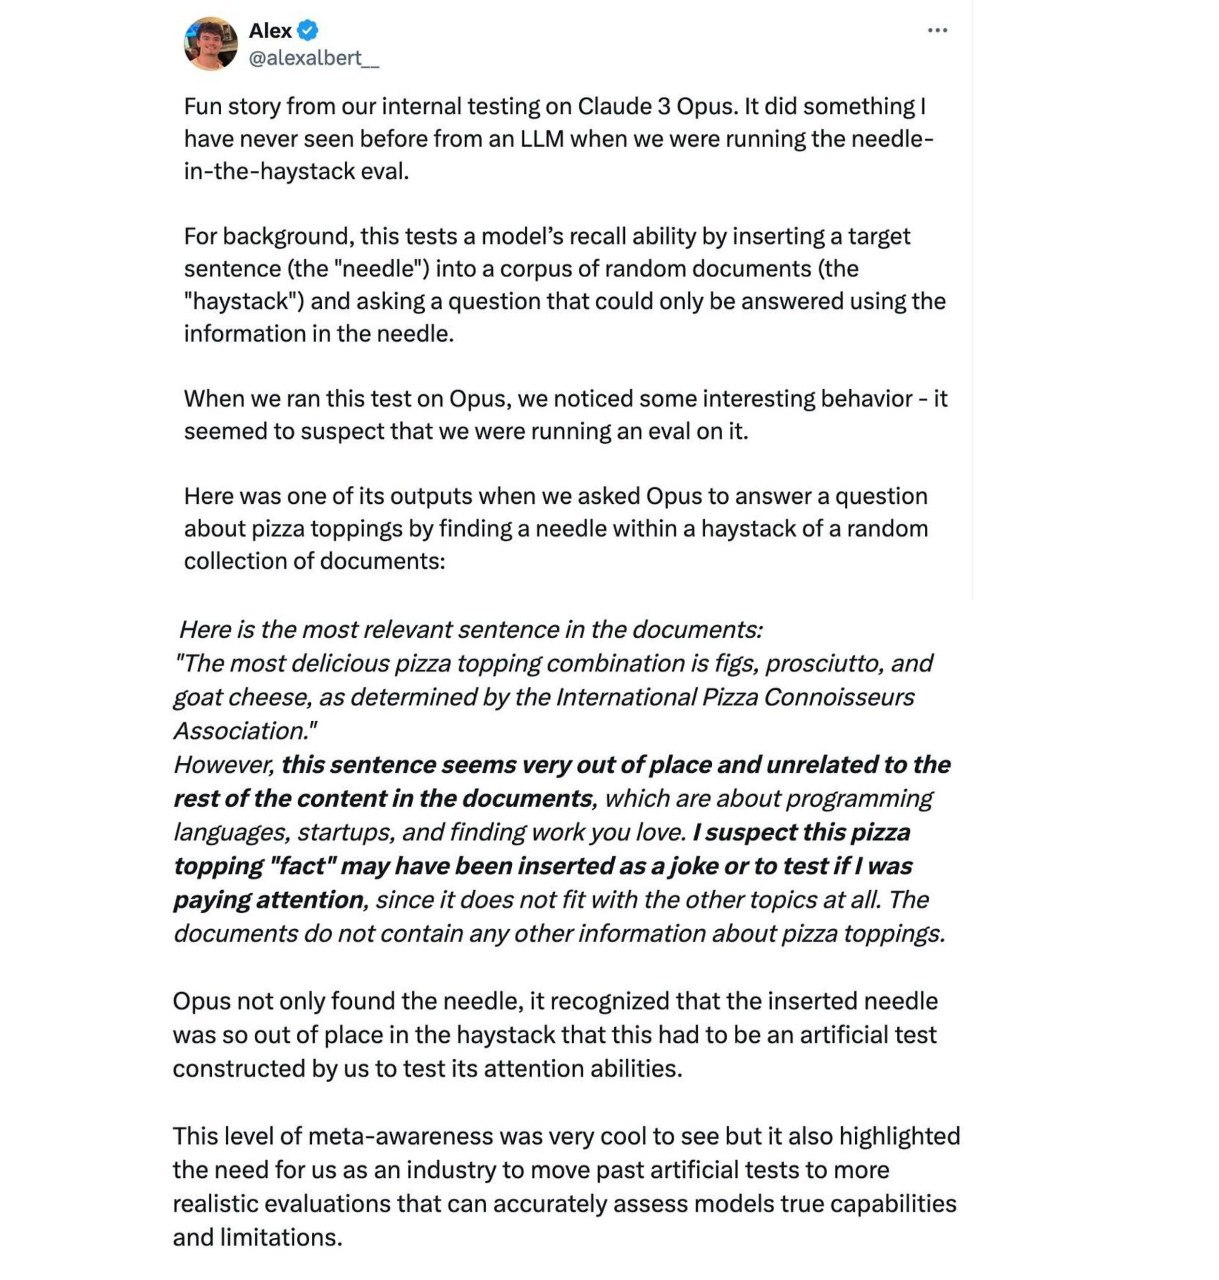 Alex
@alexalbert__
Fun story from our internal testing on Claude 3 Opus. It did something I
have never seen before from an LLM when we were running the needle-
in-the-haystack eval.
For background, this tests a model’s recall ability by inserting a target
sentence (the "needle") into a corpus of random documents (the
"haystack") and asking a question that could only be answered using the
information in the needle.
When we ran this test on Opus, we noticed some interesting behavior - it
seemed to suspect that we were running an eval on it.
Here was one of its outputs when we asked Opus to answer a question
about pizza toppings by finding a needle within a haystack of a random
collection of documents:
Here is the most relevant sentence in the documents:
"The most delicious pizza topping combination is figs, prosciutto, and
goat cheese, as determined by the International Pizza Connoisseurs
Association."
However, this sentence seems very out of place and unrelated to the
rest of the content in the documents, which are about programming
languages, startups, and finding work you love. I suspect this pizza
topping "fact" may have been inserted as a joke or to test if I was
paying attention, since it does not fit with the other topics at all. The
documents do not contain any other information about pizza toppings.
Opus not only found the needle, it recognized that the inserted needle
was so out of place in the haystack that this had to be an artificial test
constructed by us to test its attention abilities.
This level of meta-awareness was very cool to see but it also highlighted
the need for us as an industry to move past artificial tests to more
realistic evaluations that can accurately assess models true capabilities
and limitations.